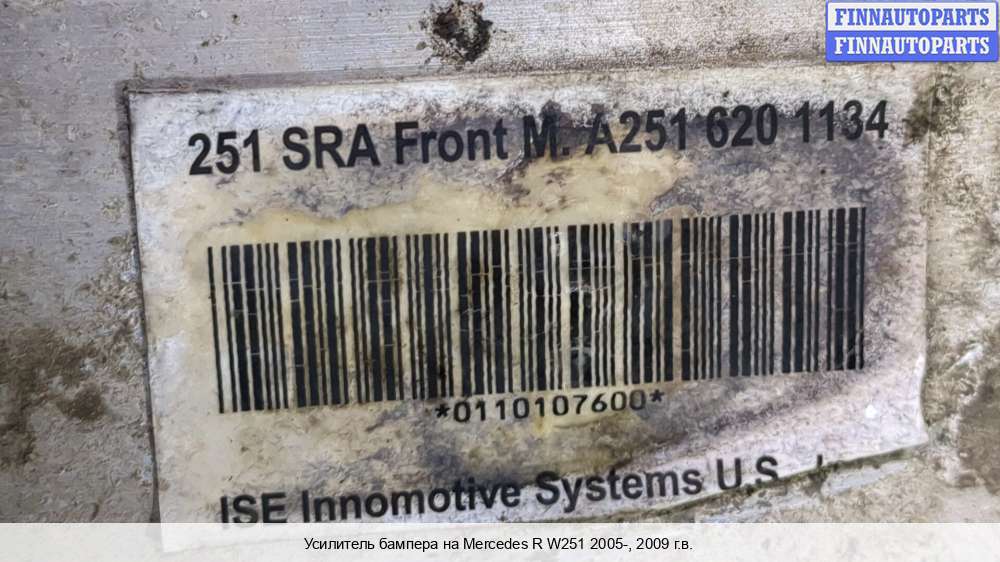 FINNAUTOPARTS
FINNAUTOPARTS
251 SRA Front M. A251 620 1134
*0110107600*
ISE Innomotive Systems U.S.
Усилитель бампера на Mercedes R W251 2005-, 2009 г.в.